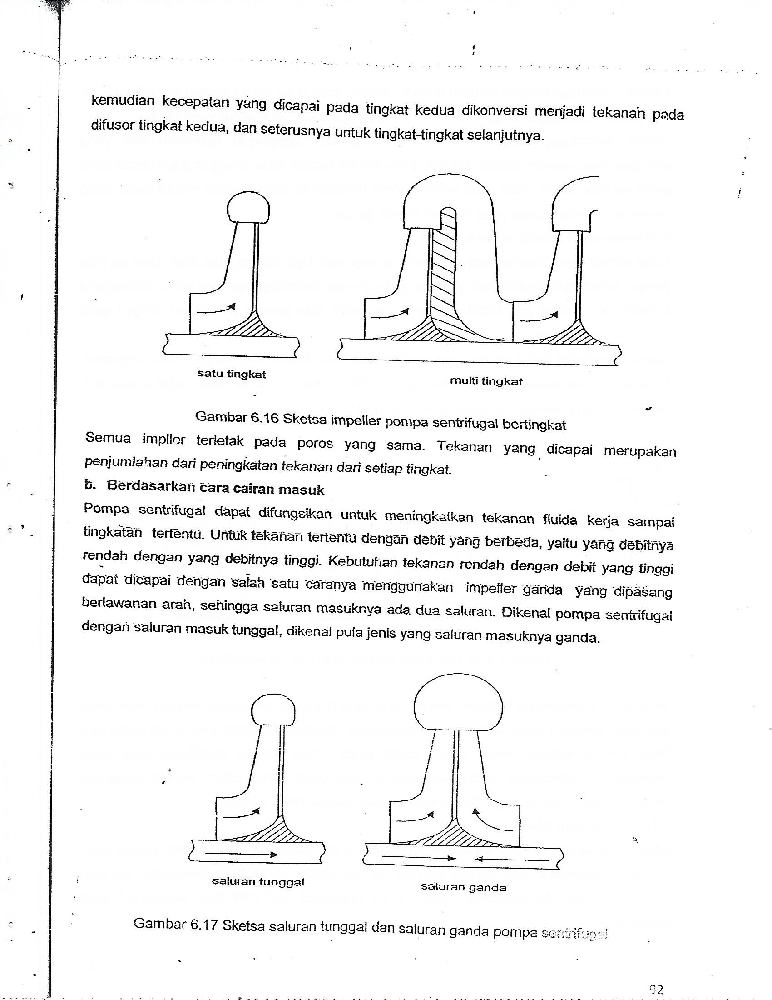 kemudian kecepatan yang dicapai pada tingkat kedua dikonversi menjadi tekanan pada
difusor tingkat kedua, dan seterusnya untuk tingkat-tingkat selanjutnya.
satu tingkat
multi tingkat
Gambar 6.16 Sketsa impeller pompa sentrifugal bertingkat
Semua impller terletak pada poros yang sama. Tekanan yang dicapai merupakan
penjumlahan dari peningkatan tekanan dari setiap tingkat.
b. Berdasarkan cara cairan masuk
Pompa sentrifugal dapat difungsikan untuk meningkatkan tekanan fluida kerja sampai
tingkatan tertentu. Untuk tekanan tertentu dengan debit yang berbeda, yaitu yang debitnya
rendah dengan yang debitnya tinggi. Kebutuhan tekanan rendah dengan debit yang tinggi
dapat dicapai dengan salah satu caranya menggunakan impeller ganda yang dipasang
berlawanan arah, sehingga saluran masuknya ada dua saluran. Dikenal pompa sentrifugal
dengan saluran masuk tunggal, dikenal pula jenis yang saluran masuknya ganda.
saluran tunggal
saluran ganda
Gambar 6.17 Sketsa saluran tunggal dan saluran ganda pompa sentrifugal
92